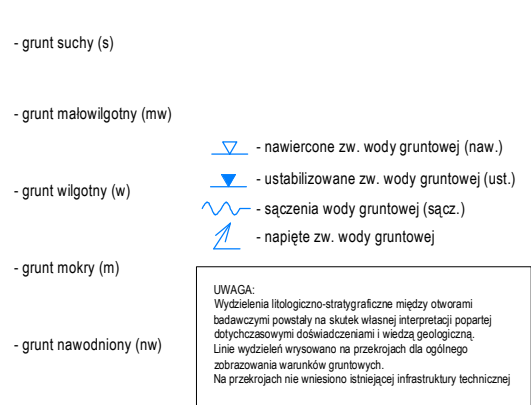 - grunt suchy (s)
- grunt małowilgotny (mw)
- grunt wilgotny (w)
- grunt mokry (m)
- grunt nawodniony (nw)
- nawiercone zw. wody gruntowej (naw.)
- ustabilizowane zw. wody gruntowej (ust.)
- sączenia wody gruntowej (sącz.)
- napięte zw. wody gruntowej
UWAGA:
Wydzielenia litologiczno-stratygraficzne między otworami
badawczymi powstały na skutek własnej interpretacji popartej
dotychczasowymi doświadczeniami i wiedzą geologiczną.
Linie wydzieleń wrysowano na przekrojach dla ogólnego
zobrazowania warunków gruntowych.
Na przekrojach nie wniesiono istniejącej infrastruktury technicznej